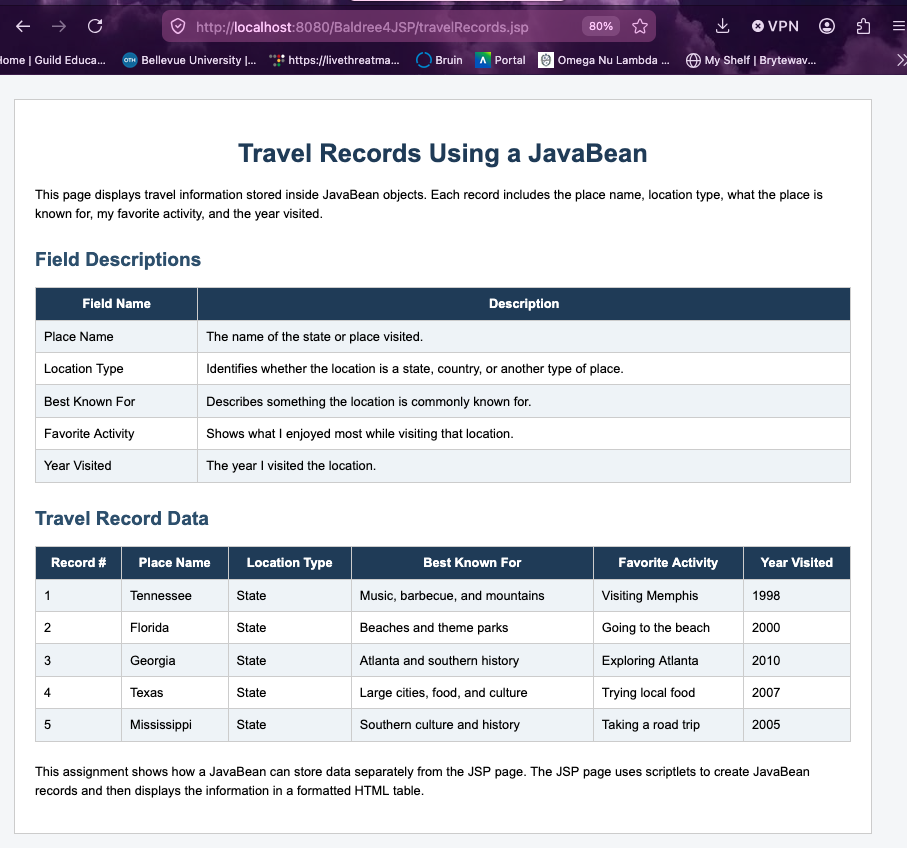 http://localhost:8080/Baldree4JSP/travelRecords.jsp 80% VPN
Home | Guild Educa... OTH Bellevue University |... https://livethreatma... Bruin Portal Omega Nu Lambda ... My Shelf | Brytewav...
Travel Records Using a JavaBean
This page displays travel information stored inside JavaBean objects. Each record includes the place name, location type, what the place is
known for, my favorite activity, and the year visited.
Field Descriptions
Field Name Description
Place Name The name of the state or place visited.
Location Type Identifies whether the location is a state, country, or another type of place.
Best Known For Describes something the location is commonly known for.
Favorite Activity Shows what I enjoyed most while visiting that location.
Year Visited The year I visited the location.
Travel Record Data
Record # Place Name Location Type Best Known For Favorite Activity Year Visited
1 Tennessee State Music, barbecue, and mountains Visiting Memphis 1998
2 Florida State Beaches and theme parks Going to the beach 2000
3 Georgia State Atlanta and southern history Exploring Atlanta 2010
4 Texas State Large cities, food, and culture Trying local food 2007
5 Mississippi State Southern culture and history Taking a road trip 2005
This assignment shows how a JavaBean can store data separately from the JSP page. The JSP page uses scriptlets to create JavaBean
records and then displays the information in a formatted HTML table.